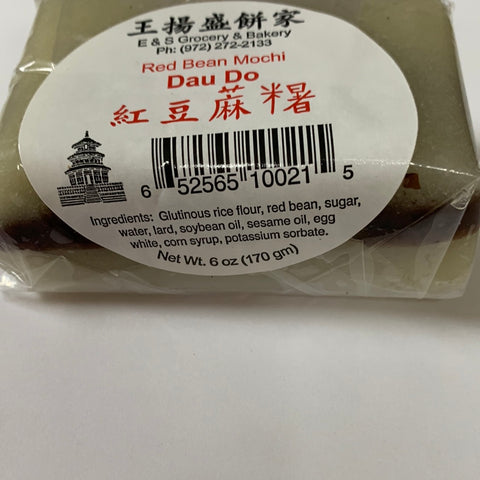 王揚盛餅家
E & S Grocery & Bakery
Ph: (972) 272-2133
Red Bean Mochi
Dau Do
紅豆蔴糬
6 52565 10021 5
Ingredients: Glutinous rice flour, red bean, sugar,
water, lard, soybean oil, sesame oil, egg
white, corn syrup, potassium sorbate.
Net Wt. 6 oz (170 gm)